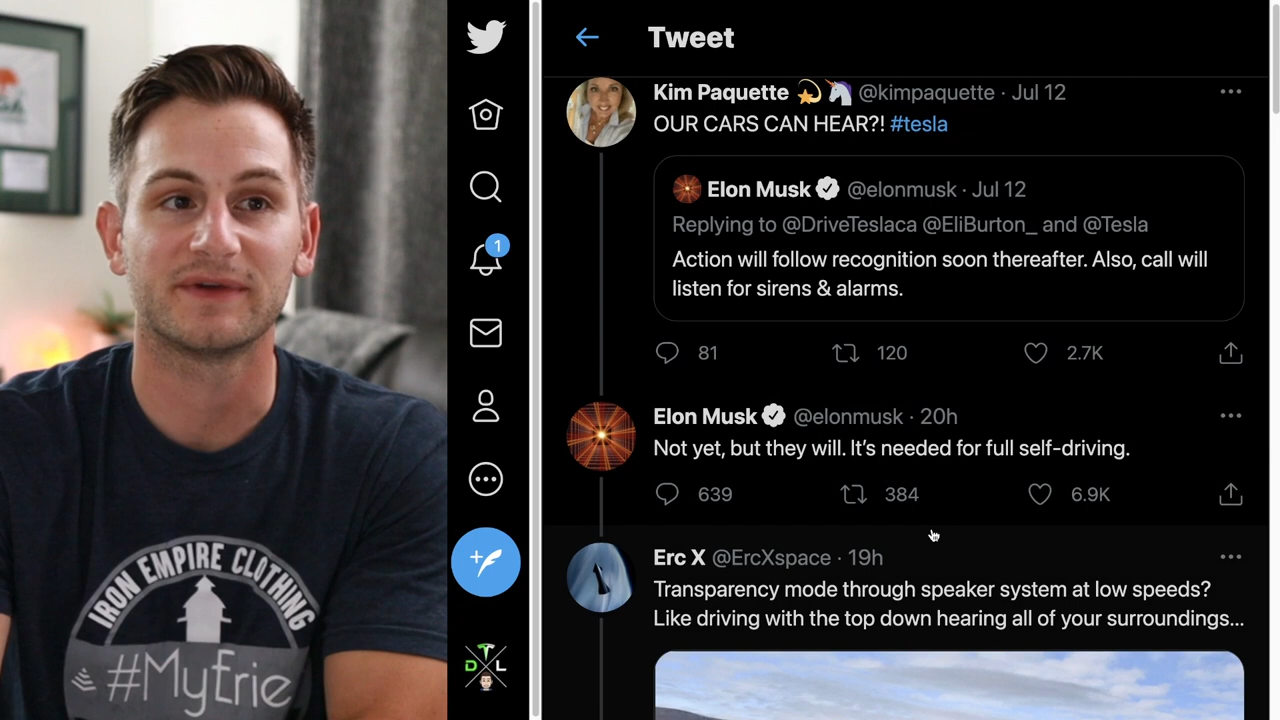 Tweet
Kim Paquette 💫🦄 @kimpaquette · Jul 12
OUR CARS CAN HEAR?! #tesla
Elon Musk @elonmusk · Jul 12
Replying to @DriveTeslaca @EliBurton_ and @Tesla
Action will follow recognition soon thereafter. Also, call will
listen for sirens & alarms.
81 120 2.7K
Elon Musk @elonmusk · 20h
Not yet, but they will. It's needed for full self-driving.
639 384 6.9K
Erc X @ErcXspace · 19h
Transparency mode through speaker system at low speeds?
Like driving with the top down hearing all of your surroundings...
1
D L
IRON EMPIRE CLOTHING
#MyErie